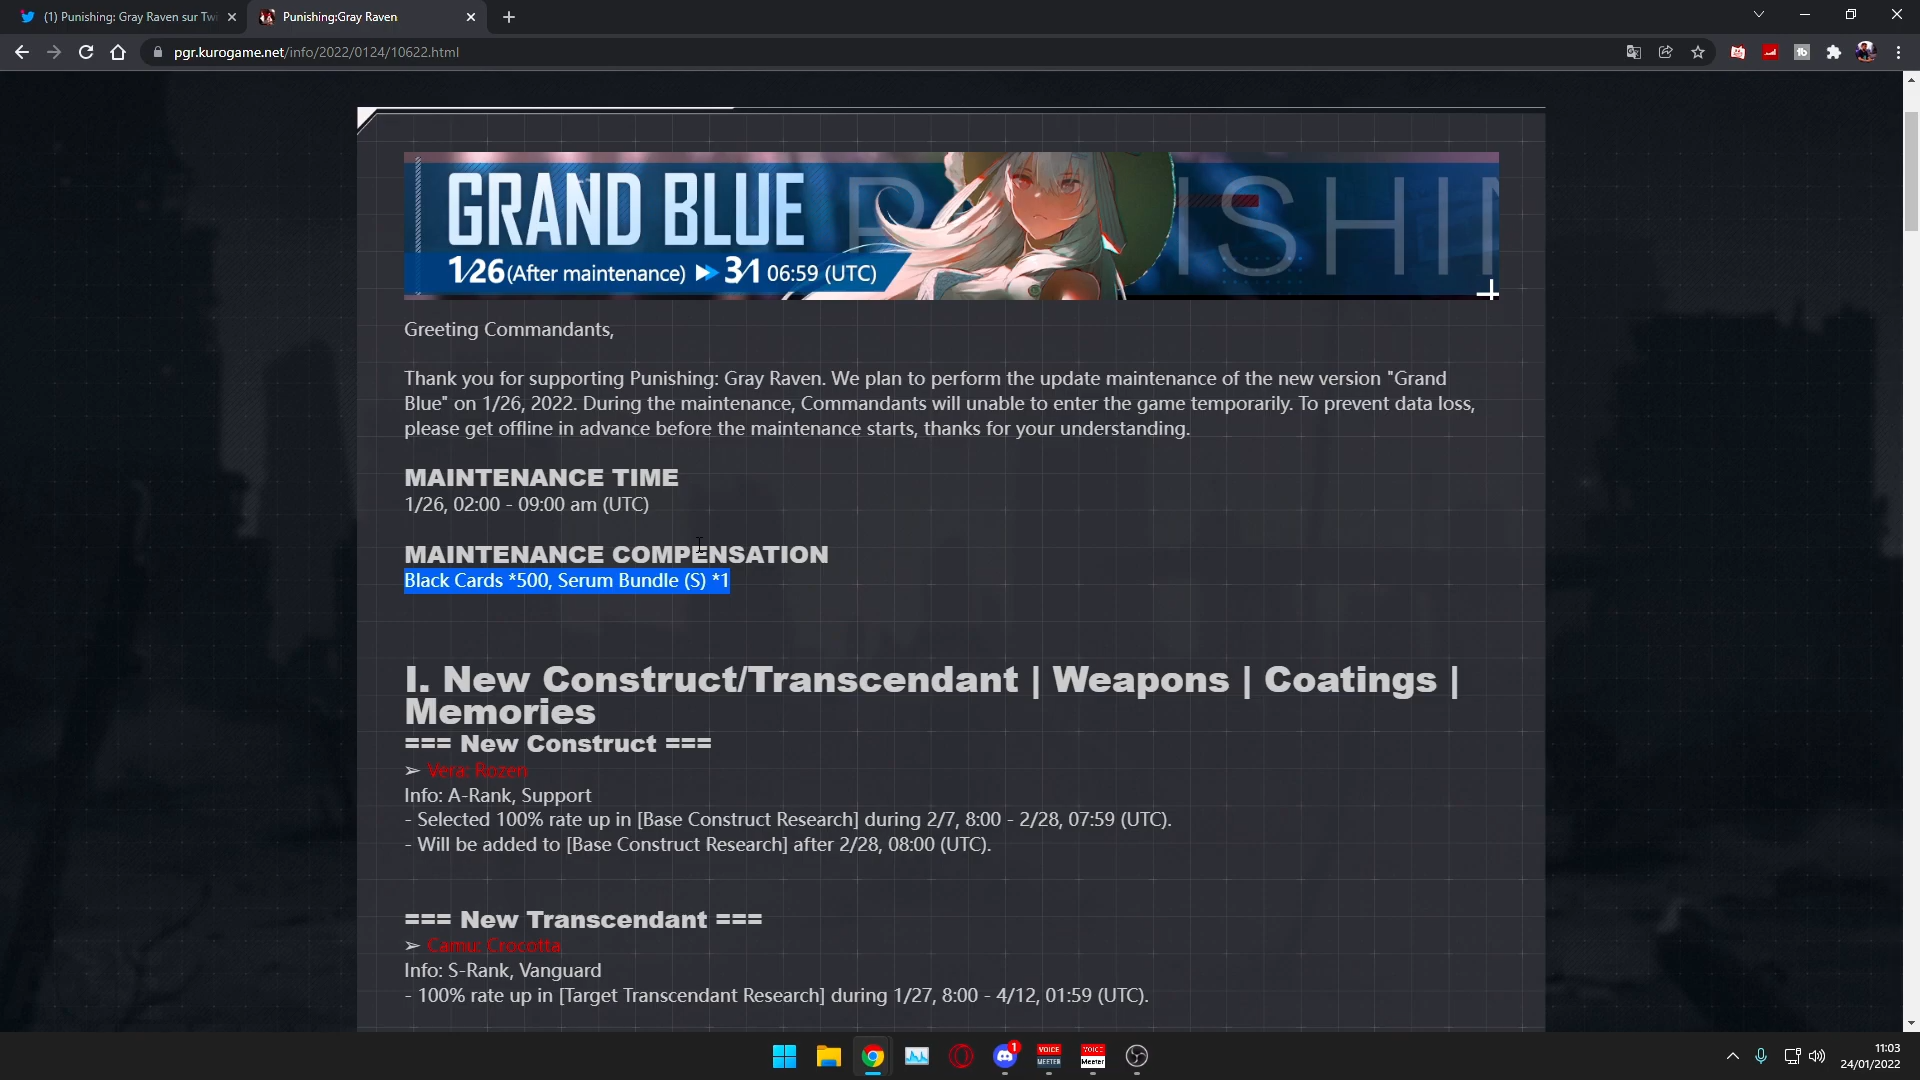 (1) Punishing: Gray Raven sur Twi
Punishing:Gray Raven
pgr.kurogame.net/info/2022/0124/10622.html
GRAND BLUE
1/26 (After maintenance) 3/1 06:59 (UTC)
Greeting Commandants,
Thank you for supporting Punishing: Gray Raven. We plan to perform the update maintenance of the new version "Grand
Blue" on 1/26, 2022. During the maintenance, Commandants will unable to enter the game temporarily. To prevent data loss,
please get offline in advance before the maintenance starts, thanks for your understanding.
MAINTENANCE TIME
1/26, 02:00 - 09:00 am (UTC)
MAINTENANCE COMPENSATION
Black Cards *500, Serum Bundle (S) *1
I. New Construct/Transcendant | Weapons | Coatings |
Memories
=== New Construct ===
➢ Vera: Rozen
Info: A-Rank, Support
- Selected 100% rate up in [Base Construct Research] during 2/7, 8:00 - 2/28, 07:59 (UTC).
- Will be added to [Base Construct Research] after 2/28, 08:00 (UTC).
=== New Transcendant ===
➢ Camu: Crocotta
Info: S-Rank, Vanguard
- 100% rate up in [Target Transcendant Research] during 1/27, 8:00 - 4/12, 01:59 (UTC).
1
VOICE
MEETER
VOICE
Meeter
11:03
24/01/2022